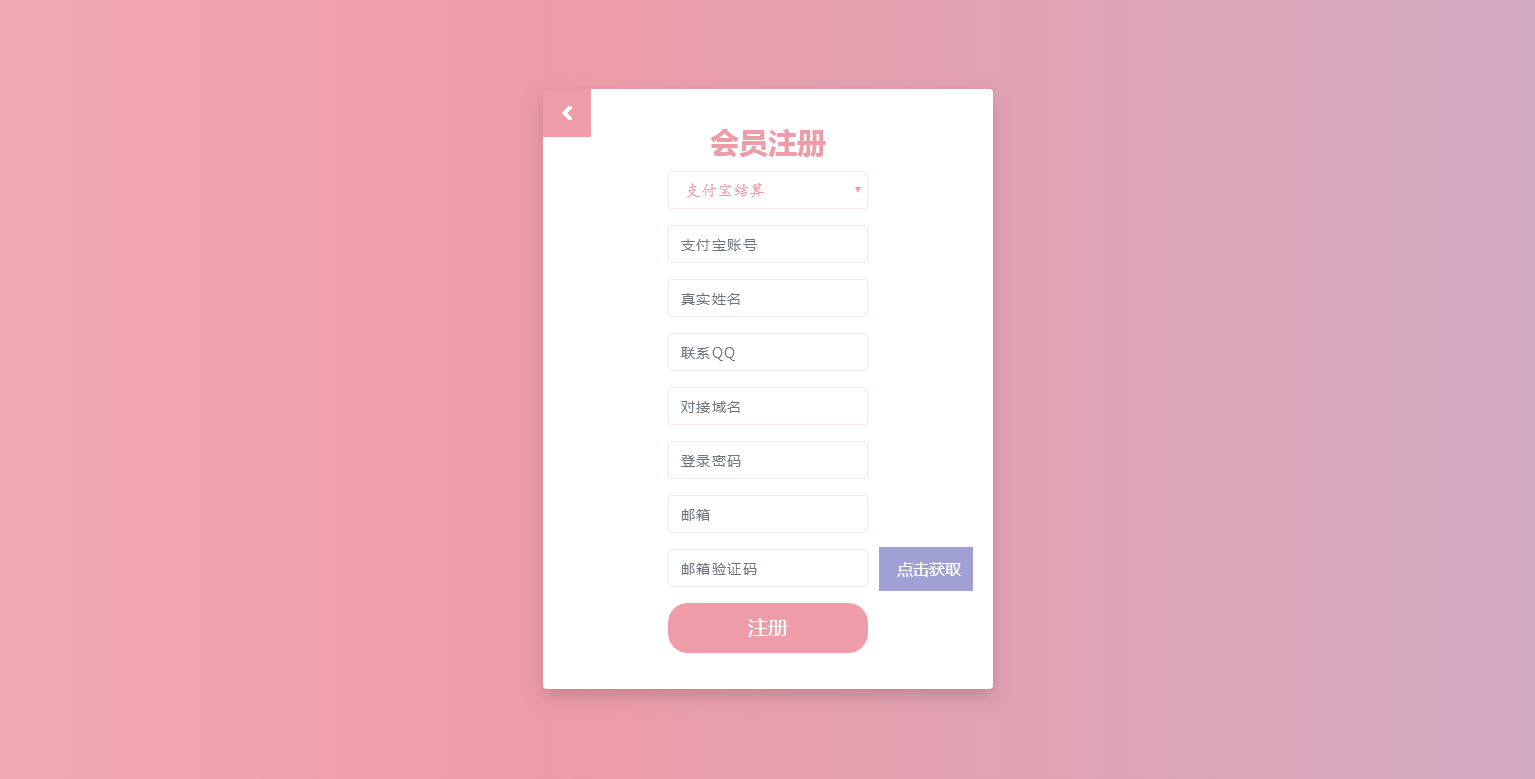 会员注册
支付宝结算
支付宝账号
真实姓名
联系QQ
对接域名
登录密码
邮箱
邮箱验证码
点击获取
注册